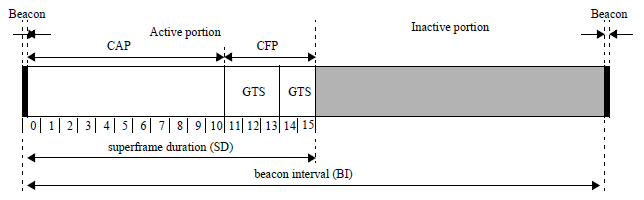 Beacon
Active portion
Inactive portion
Beacon
CAP
CFP
GTS
GTS
0 1 2 3 4 5 6 7 8 9 10 11 12 13 14 15
superframe duration (SD)
beacon interval (BI)